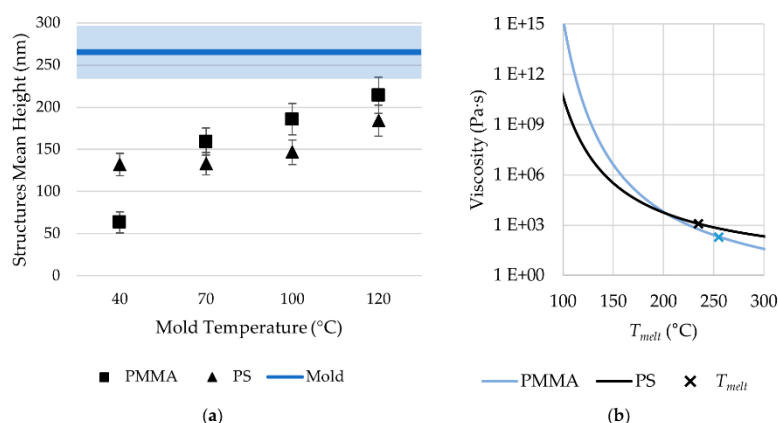 300
250
200
150
100
50
0
Structures Mean Height (nm)
40 70 100 120
Mold Temperature (°C)
PMMA PS Mold
(a)
1 E+15
1 E+12
1 E+09
1 E+06
1 E+03
1 E+00
Viscosity (Pa·s)
100 150 200 250 300
T_melt (°C)
PMMA PS T_melt
(b)